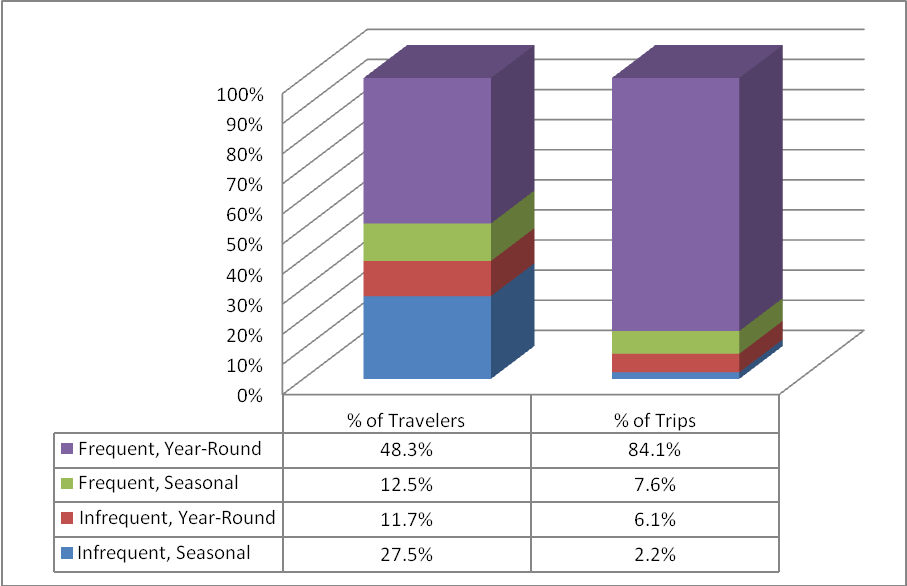 100%
90%
80%
70%
60%
50%
40%
30%
20%
10%
0%
% of Travelers % of Trips
Frequent, Year-Round 48.3% 84.1%
Frequent, Seasonal 12.5% 7.6%
Infrequent, Year-Round 11.7% 6.1%
Infrequent, Seasonal 27.5% 2.2%